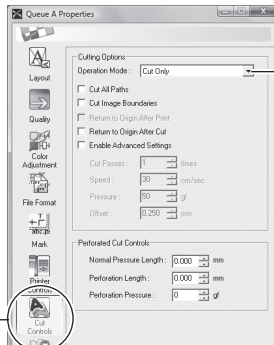 Queue A Properties
Layout
Quality
Color
Adjustment
File Format
Mark
Printer
Controls
Cut
Controls
Cutting Options
Operation Mode : Cut Only
Cut All Paths
Cut Image Boundaries
Return to Origin After Print
Return to Origin After Cut
Enable Advanced Settings
Cut Passes : 1 times
Speed : 30 cm/sec
Pressure : 50 gf
Offset : 0.250 mm
Perforated Cut Controls
Normal Pressure Length : 0.000 mm
Perforation Length : 0.000 mm
Perforation Pressure : 0 gf